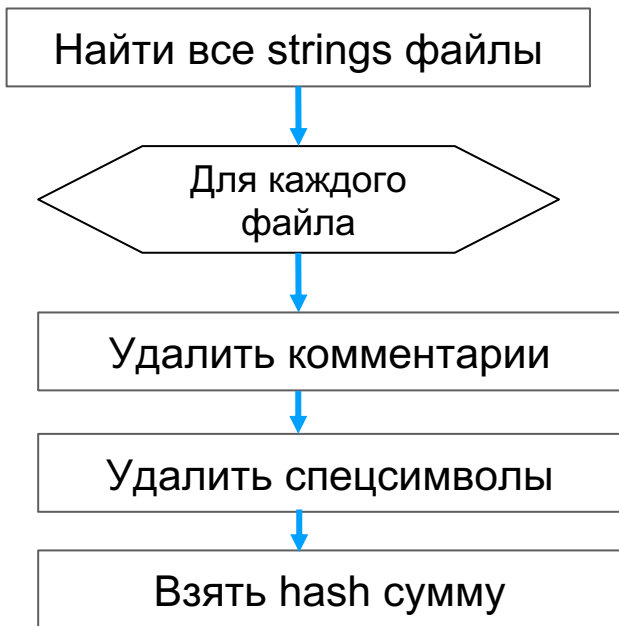 Найти все strings файлы
Для каждого
файла
Удалить комментарии
Удалить спецсимволы
Взять hash сумму